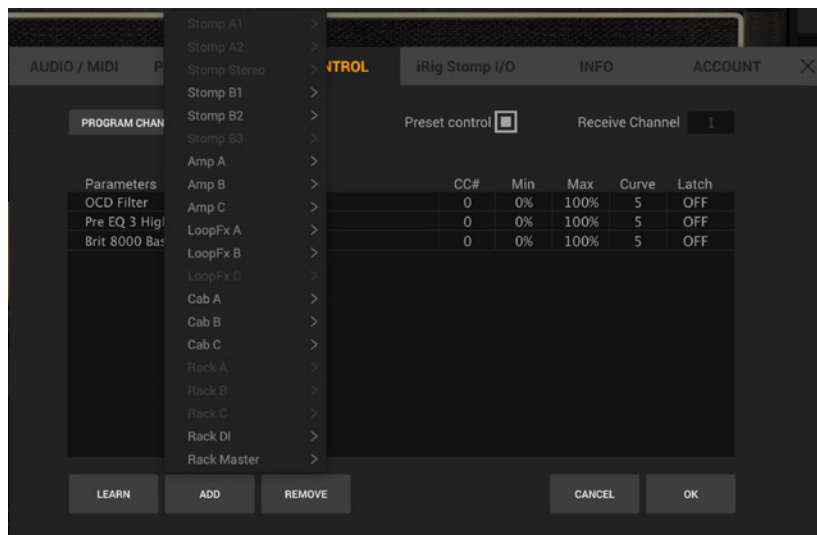 Stomp A1 >
Stomp A2 >
AUDIO / MIDI P Stomp Stereo > NTROL iRig Stomp I/O INFO ACCOUNT
Stomp B1 >
PROGRAM CHAN Stomp B2 > Preset control Receive Channel 1
Stomp B3 >
Amp A >
Parameters Amp B > CC# Min Max Curve Latch
OCD Filter Amp C > 0 0% 100% 5 OFF
Pre EQ 3 High LoopFx A > 0 0% 100% 5 OFF
Brit 8000 Bas LoopFx B > 0 0% 100% 5 OFF
LoopFx C >
Cab A >
Cab B >
Cab C >
Rack A >
Rack B >
Rack C >
Rack DI >
Rack Master >
LEARN ADD REMOVE CANCEL OK